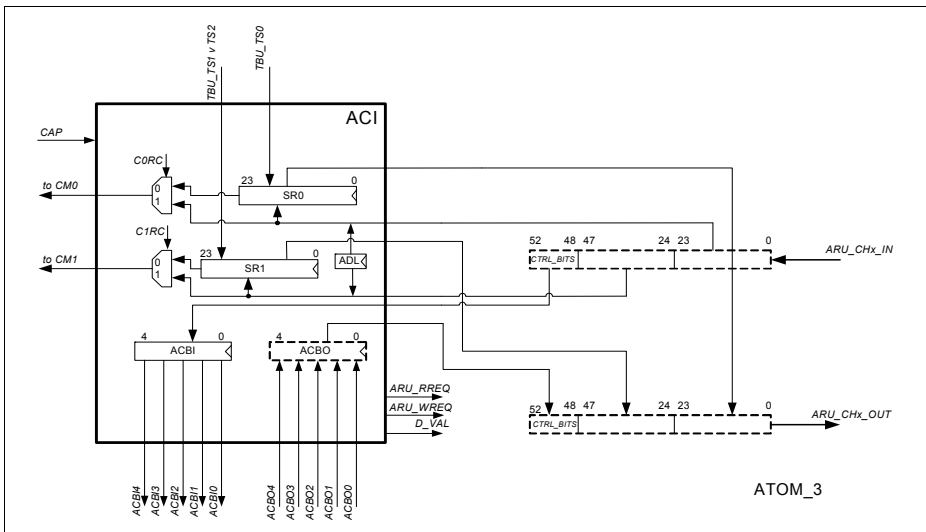 TBU_TS1 v TS2
TBU_TS0
ACI
CAP
C0RC
to CM0
0
1
23
0
SR0
C1RC
to CM1
0
1
23
0
SR1
ADL
52
48
47
24
23
0
CTRL_BITS
ARU_CHx_IN
4
0
ACBI
4
0
ACBO
ARU_RREQ
ARU_WREQ
D_VAL
52
48
47
24
23
0
CTRL_BITS
ARU_CHx_OUT
ACBI4
ACBI3
ACBI2
ACBI1
ACBI0
ACBO4
ACBO3
ACBO2
ACBO1
ACBO0
ATOM_3